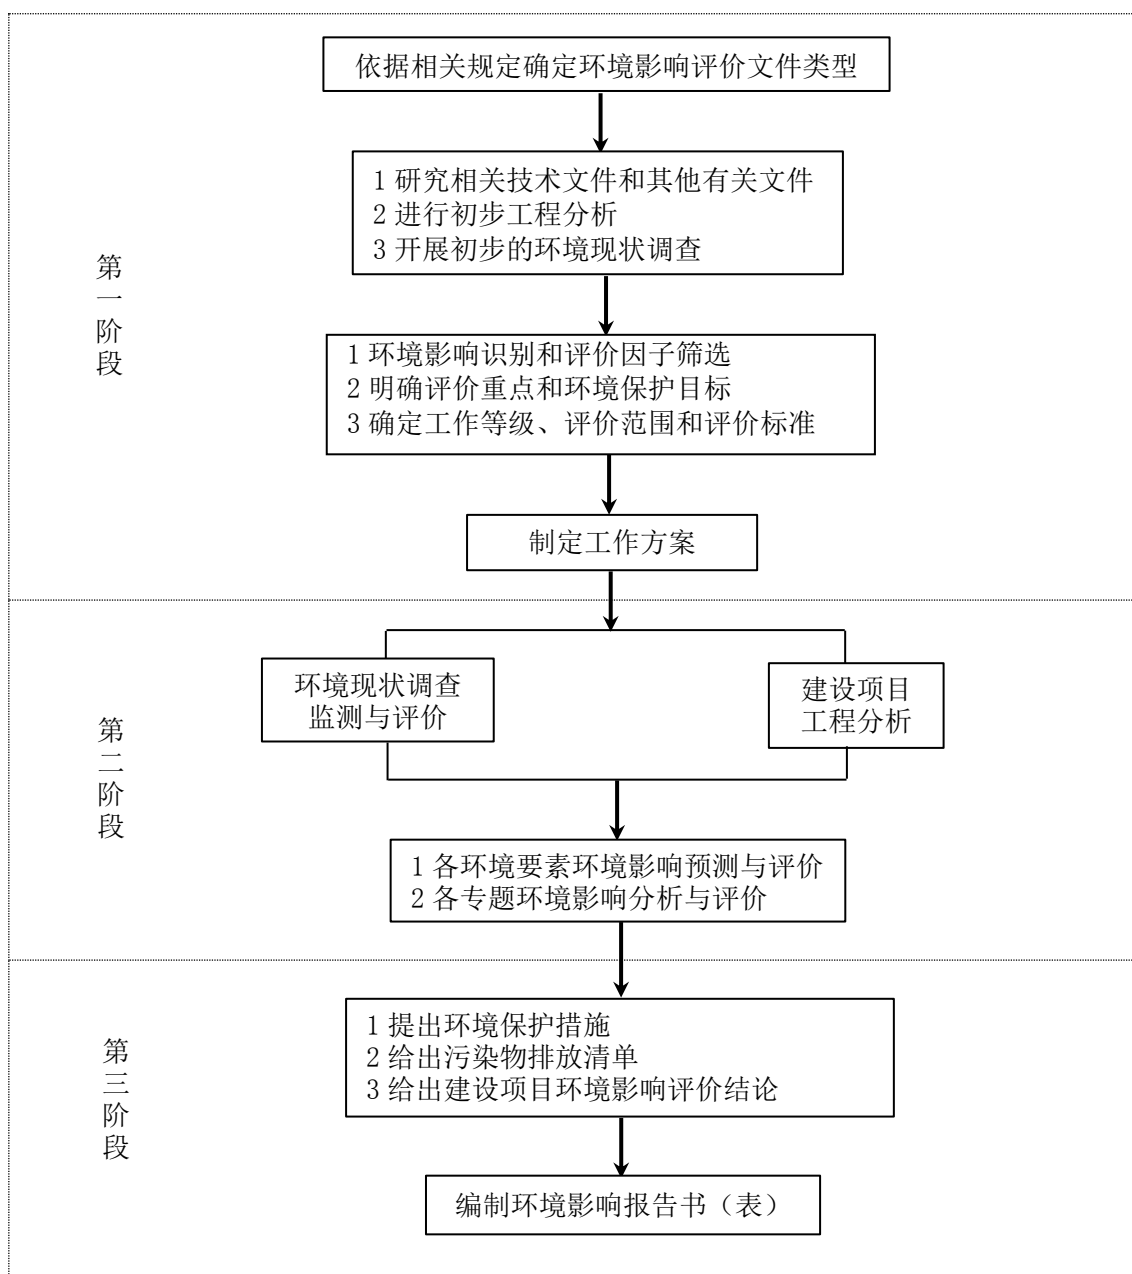 依据相关规定确定环境影响评价文件类型
1 研究相关技术文件和其他有关文件
2 进行初步工程分析
3 开展初步的环境现状调查
第一阶段
1 环境影响识别和评价因子筛选
2 明确评价重点和环境保护目标
3 确定工作等级、评价范围和评价标准
制定工作方案
第二阶段
环境现状调查
监测与评价
建设项目
工程分析
1 各环境要素环境影响预测与评价
2 各专题环境影响分析与评价
第三阶段
1 提出环境保护措施
2 给出污染物排放清单
3 给出建设项目环境影响评价结论
编制环境影响报告书（表）